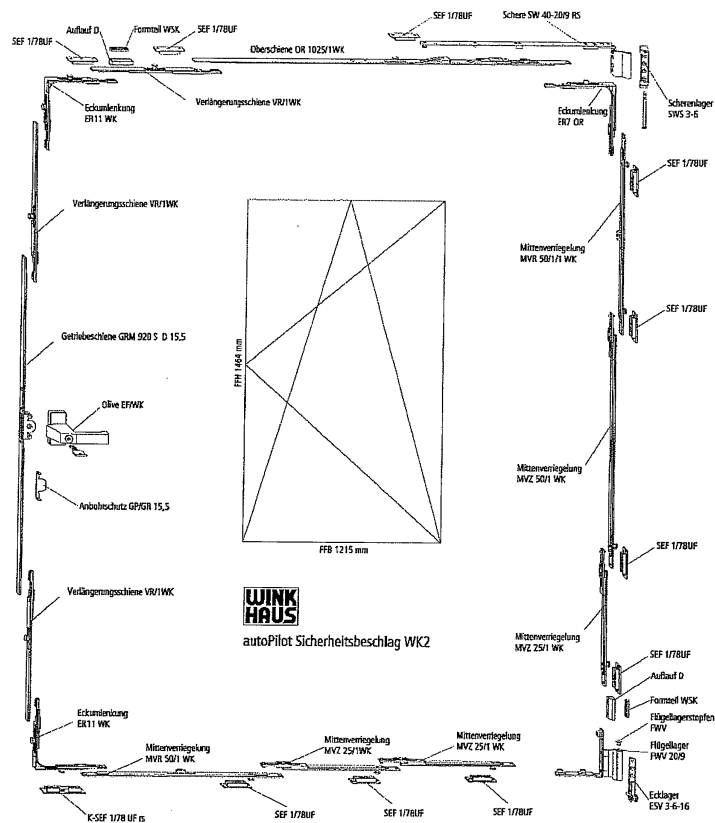 SEF 1/78UF
Auflauf D
Formteil WSK
SEF 1/78UF
SEF 1/78UF
Schere SW 40-20/9 RS
Oberschiene OR 1025/1WK
Verlängerungsschiene VR/1WK
Eckumlenkung
ER11 WK
Eckumlenkung
ER7 OR
Scherenlager
SWS 3-6
SEF 1/78UF
Verlängerungsschiene VR/1WK
Mittenverriegelung
MVR 50/1/1 WK
SEF 1/78UF
Getriebeschiene GRM 920 S D 15,5
FFH 1464 mm
Olive EF/WK
Mittenverriegelung
MVZ 50/1 WK
Anbohrschutz GP/GR 15,5
FFB 1215 mm
SEF 1/78UF
Verlängerungsschiene VR/1WK
WINK
HAUS
autoPilot Sicherheitsbeschlag WK2
Mittenverriegelung
MVZ 25/1 WK
SEF 1/78UF
Auflauf D
Formteil WSK
Flügellagerstopfen
FWV
Flügellager
FWV 20/9
Ecklager
ESV 3-6-16
Eckumlenkung
ER11 WK
Mittenverriegelung
MVR 50/1 WK
Mittenverriegelung
MVZ 25/1WK
Mittenverriegelung
MVZ 25/1 WK
K-SEF 1/78 UF rs
SEF 1/78UF
SEF 1/78UF
SEF 1/78UF